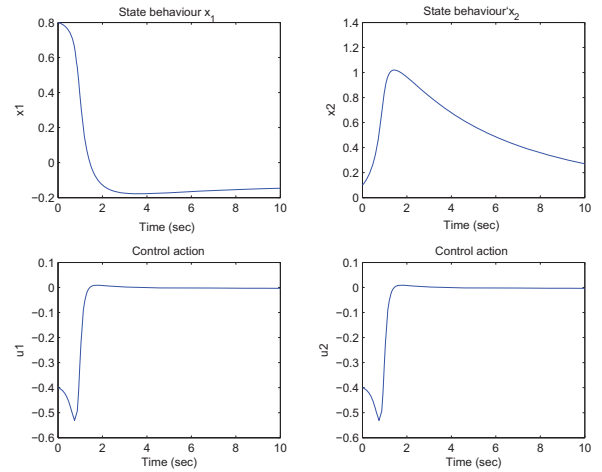 State behaviour x1
0.8
0.6
0.4
0.2
0
−0.2
x1
0 2 4 6 8 10
Time (sec)
State behaviour'x2
1.4
1.2
1
0.8
0.6
0.4
0.2
0
x2
0 2 4 6 8 10
Time (sec)
Control action
0.1
0
−0.1
−0.2
−0.3
−0.4
−0.5
−0.6
u1
0 2 4 6 8 10
Time (sec)
Control action
0.1
0
−0.1
−0.2
−0.3
−0.4
−0.5
−0.6
u2
0 2 4 6 8 10
Time (sec)